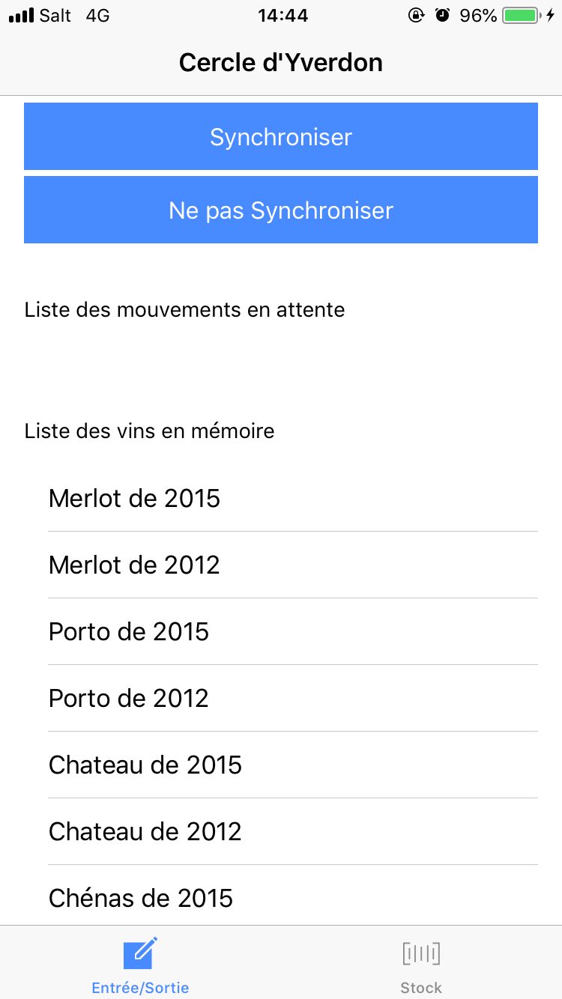 Salt 4G 14:44 96%
Cercle d'Yverdon
Synchroniser
Ne pas Synchroniser
Liste des mouvements en attente
Liste des vins en mémoire
Merlot de 2015
Merlot de 2012
Porto de 2015
Porto de 2012
Chateau de 2015
Chateau de 2012
Chénas de 2015
Entrée/Sortie Stock